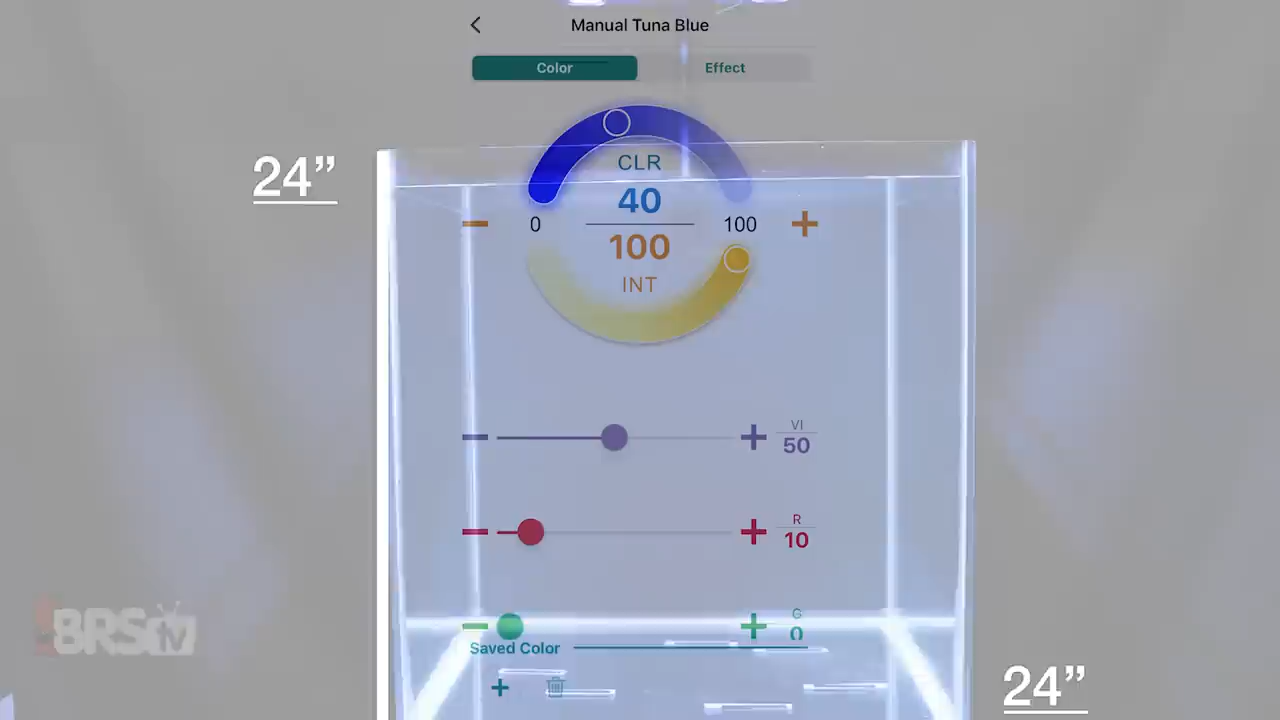 Manual Tuna Blue
Color Effect
24”
CLR
40
0 100
100
INT
VI
50
R
10
G
0
Saved Color
BRStv
24”